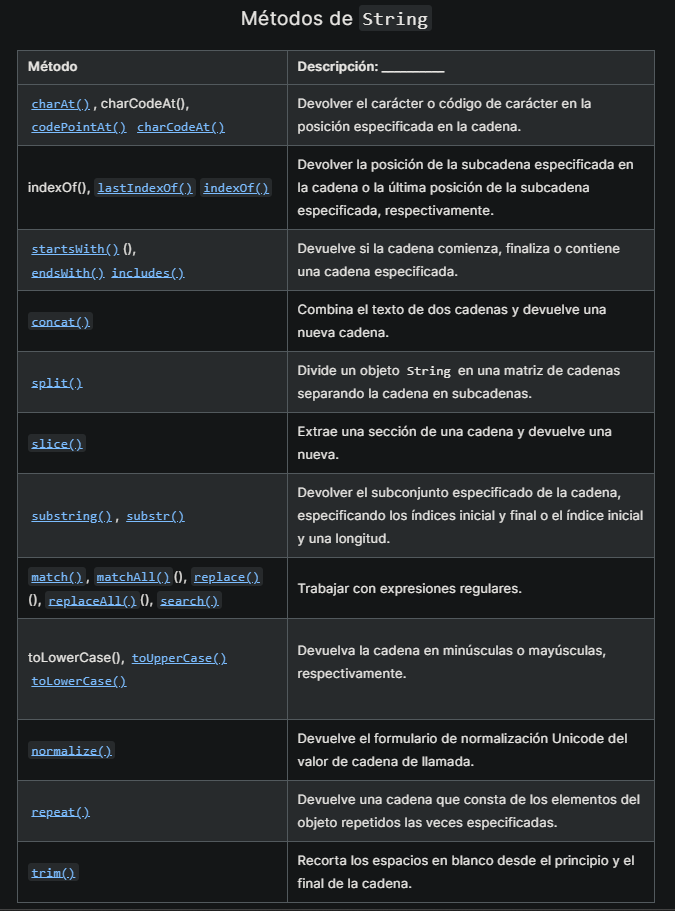 Métodos de String
Método
Descripción: __________
charAt() , charCodeAt(),
codePointAt() charCodeAt()
Devolver el carácter o código de carácter en la
posición especificada en la cadena.
indexOf(), lastIndexOf() indexOf()
Devolver la posición de la subcadena especificada en
la cadena o la última posición de la subcadena
especificada, respectivamente.
startsWith() (),
endsWith() includes()
Devuelve si la cadena comienza, finaliza o contiene
una cadena especificada.
concat()
Combina el texto de dos cadenas y devuelve una
nueva cadena.
split()
Divide un objeto String en una matriz de cadenas
separando la cadena en subcadenas.
slice()
Extrae una sección de una cadena y devuelve una
nueva.
substring() , substr()
Devolver el subconjunto especificado de la cadena,
especificando los índices inicial y final o el índice inicial
y una longitud.
match() , matchAll() (), replace()
(), replaceAll() (), search()
Trabajar con expresiones regulares.
toLowerCase(), toUpperCase()
toLowerCase()
Devuelva la cadena en minúsculas o mayúsculas,
respectivamente.
normalize()
Devuelve el formulario de normalización Unicode del
valor de cadena de llamada.
repeat()
Devuelve una cadena que consta de los elementos del
objeto repetidos las veces especificadas.
trim()
Recorta los espacios en blanco desde el principio y el
final de la cadena.